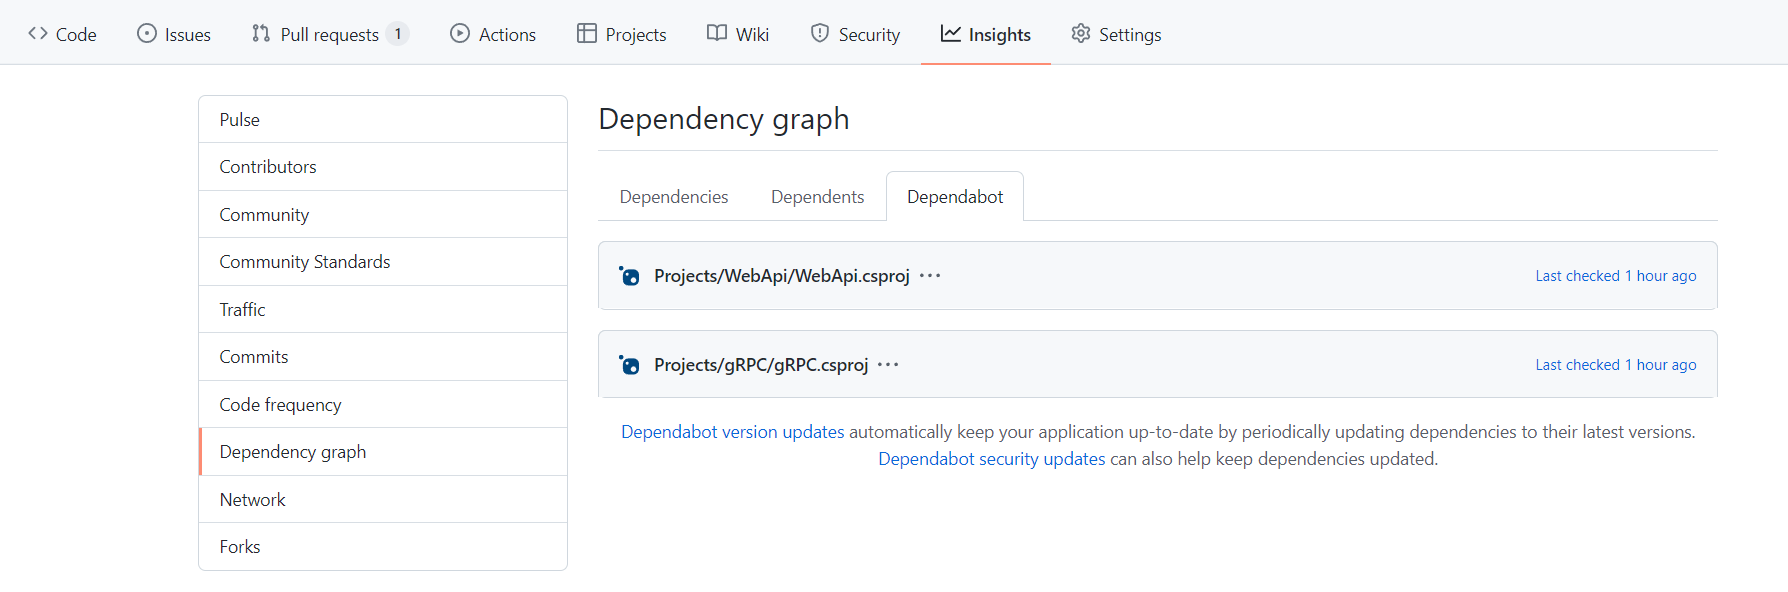 Code Issues Pull requests 1 Actions Projects Wiki Security Insights Settings
Pulse
Contributors
Community
Community Standards
Traffic
Commits
Code frequency
Dependency graph
Network
Forks
Dependency graph
Dependencies Dependents Dependabot
Projects/WebApi/WebApi.csproj ··· Last checked 1 hour ago
Projects/gRPC/gRPC.csproj ··· Last checked 1 hour ago
Dependabot version updates automatically keep your application up-to-date by periodically updating dependencies to their latest versions.
Dependabot security updates can also help keep dependencies updated.